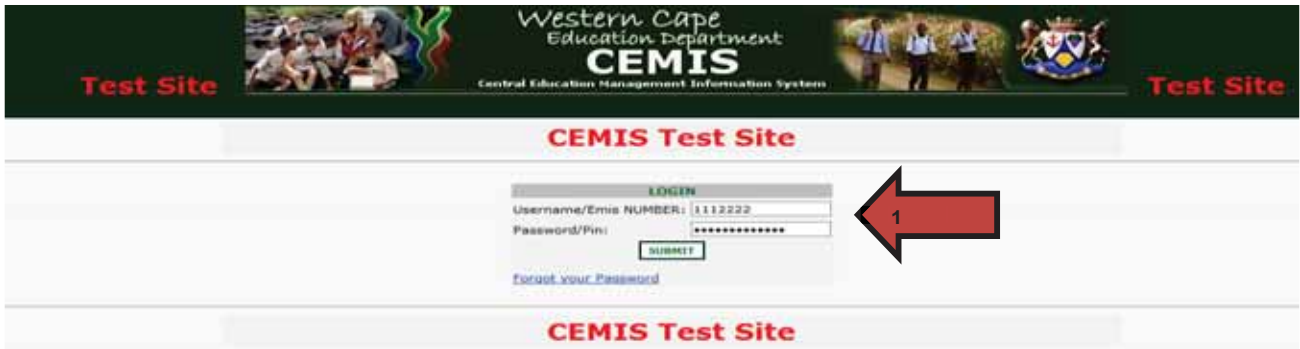 Western Cape
Education Department
CEMIS
Central Education Management Information System
Test Site
Test Site
CEMIS Test Site
LOGIN
Username/Emis NUMBER: 1112222
Password/Pin: •••••••••••••
SUBMIT
Forgot your Password
1
CEMIS Test Site